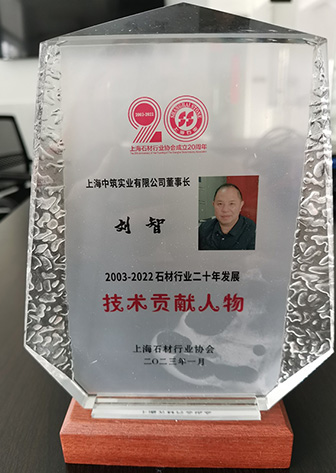 2003-2023
上海石材行业协会成立20周年
上海中筑实业有限公司董事长
刘智
2003-2022石材行业二十年发展
技术贡献人物
上海石材行业协会
二〇二三年一月